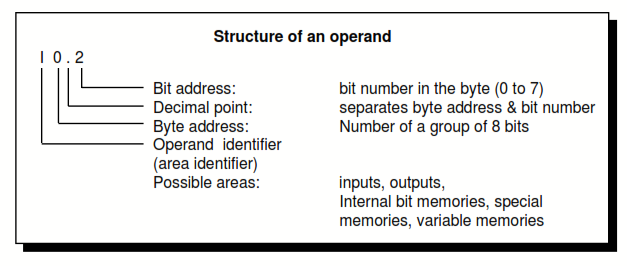 Structure of an operand
I 0 . 2
Bit address: bit number in the byte (0 to 7)
Decimal point: separates byte address & bit number
Byte address: Number of a group of 8 bits
Operand identifier
(area identifier)
Possible areas: inputs, outputs,
Internal bit memories, special
memories, variable memories